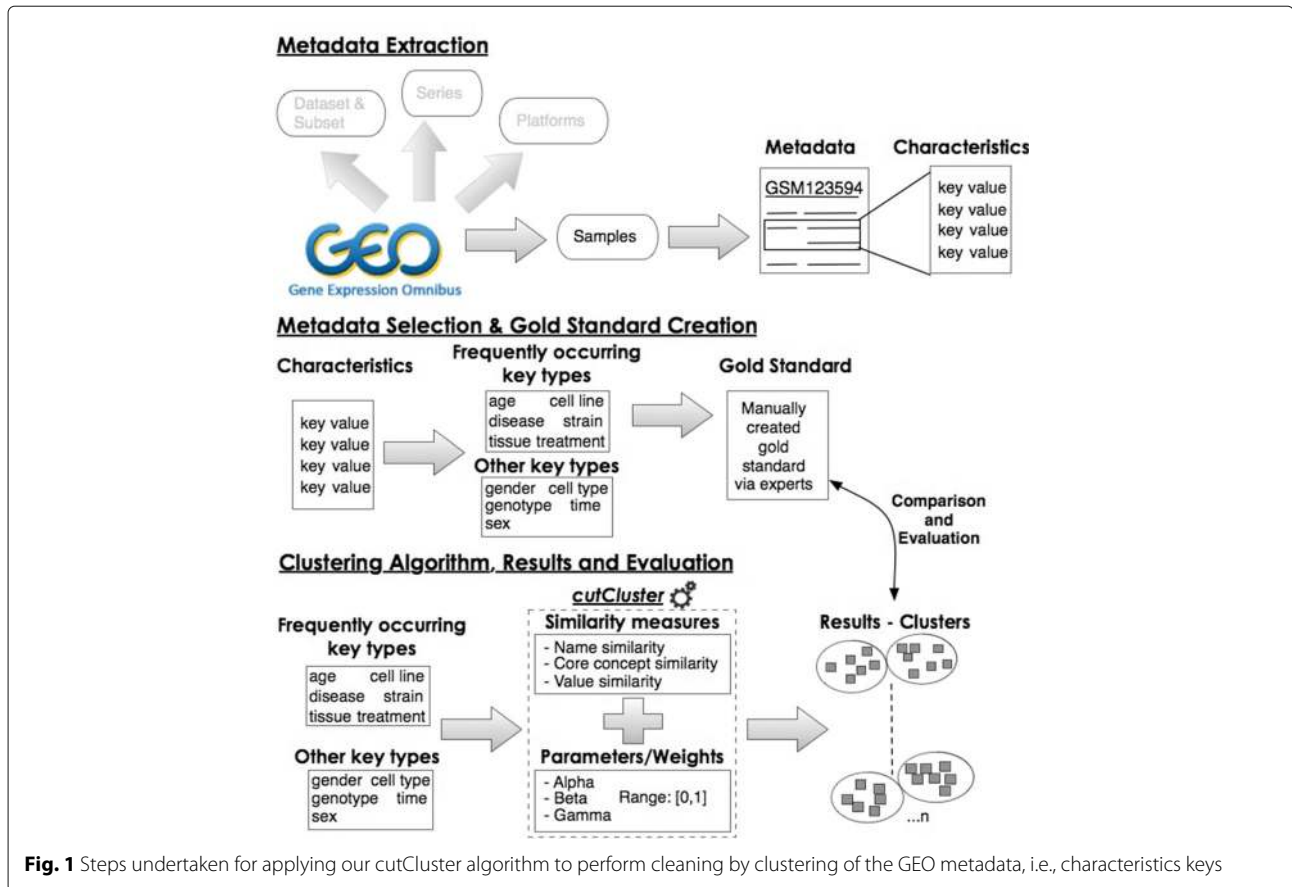 Metadata Extraction
Dataset &
Subset
Series
Platforms
GEO
Gene Expression Omnibus
Samples
Metadata
GSM123594
Characteristics
key value
key value
key value
key value
Metadata Selection & Gold Standard Creation
Characteristics
key value
key value
key value
key value
Frequently occurring
key types
age cell line
disease strain
tissue treatment
Other key types
gender cell type
genotype time
sex
Gold Standard
Manually
created
gold
standard
via experts
Comparison
and
Evaluation
Clustering Algorithm, Results and Evaluation
Frequently occurring
key types
age cell line
disease strain
tissue treatment
Other key types
gender cell type
genotype time
sex
cutCluster
Similarity measures
- Name similarity
- Core concept similarity
- Value similarity
Parameters/Weights
- Alpha
- Beta Range: [0,1]
- Gamma
Results - Clusters
...n
Fig. 1 Steps undertaken for applying our cutCluster algorithm to perform cleaning by clustering of the GEO metadata, i.e., characteristics keys